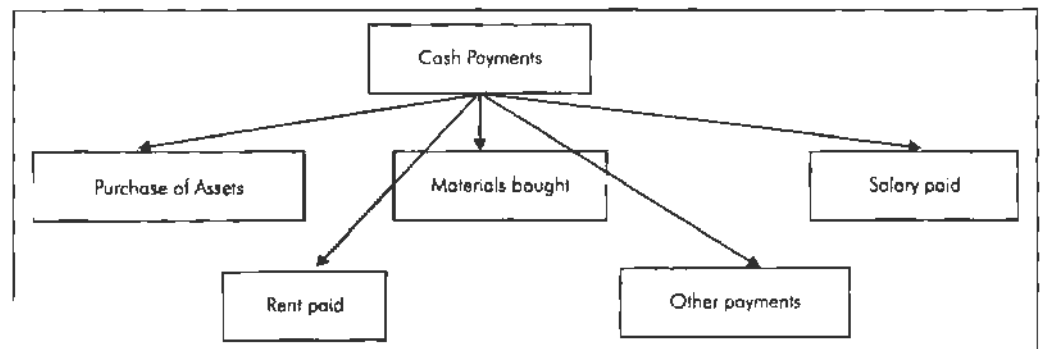 Cash Payments
Purchase of Assets
Materials bought
Salary paid
Rent paid
Other payments